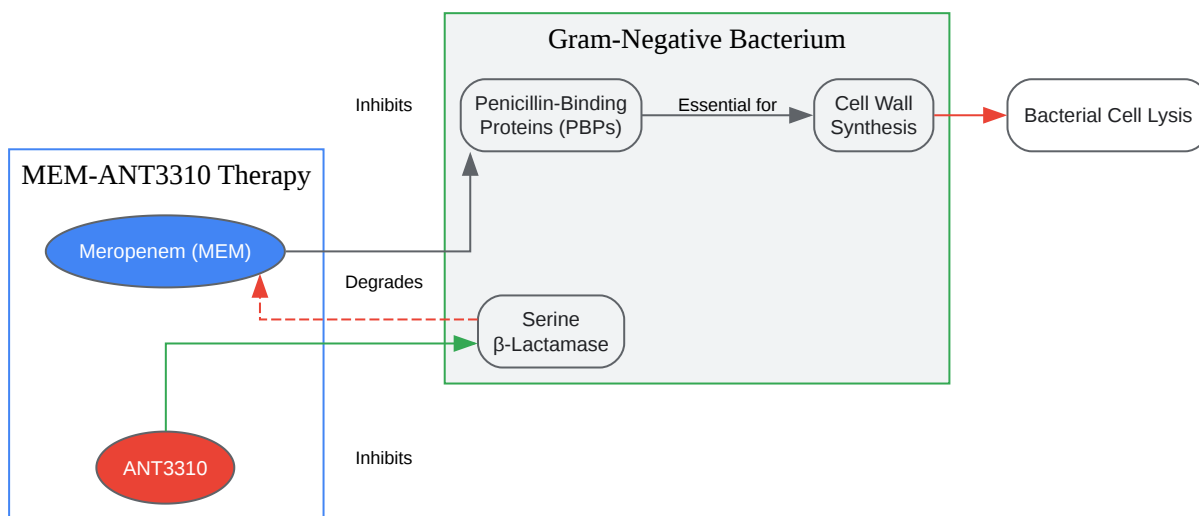 Gram-Negative Bacterium
Inhibits
Penicillin-Binding
Proteins (PBPs)
Essential for
Cell Wall
Synthesis
Bacterial Cell Lysis
MEM-ANT3310 Therapy
Meropenem (MEM)
Degrades
Serine
β-Lactamase
ANT3310
Inhibits